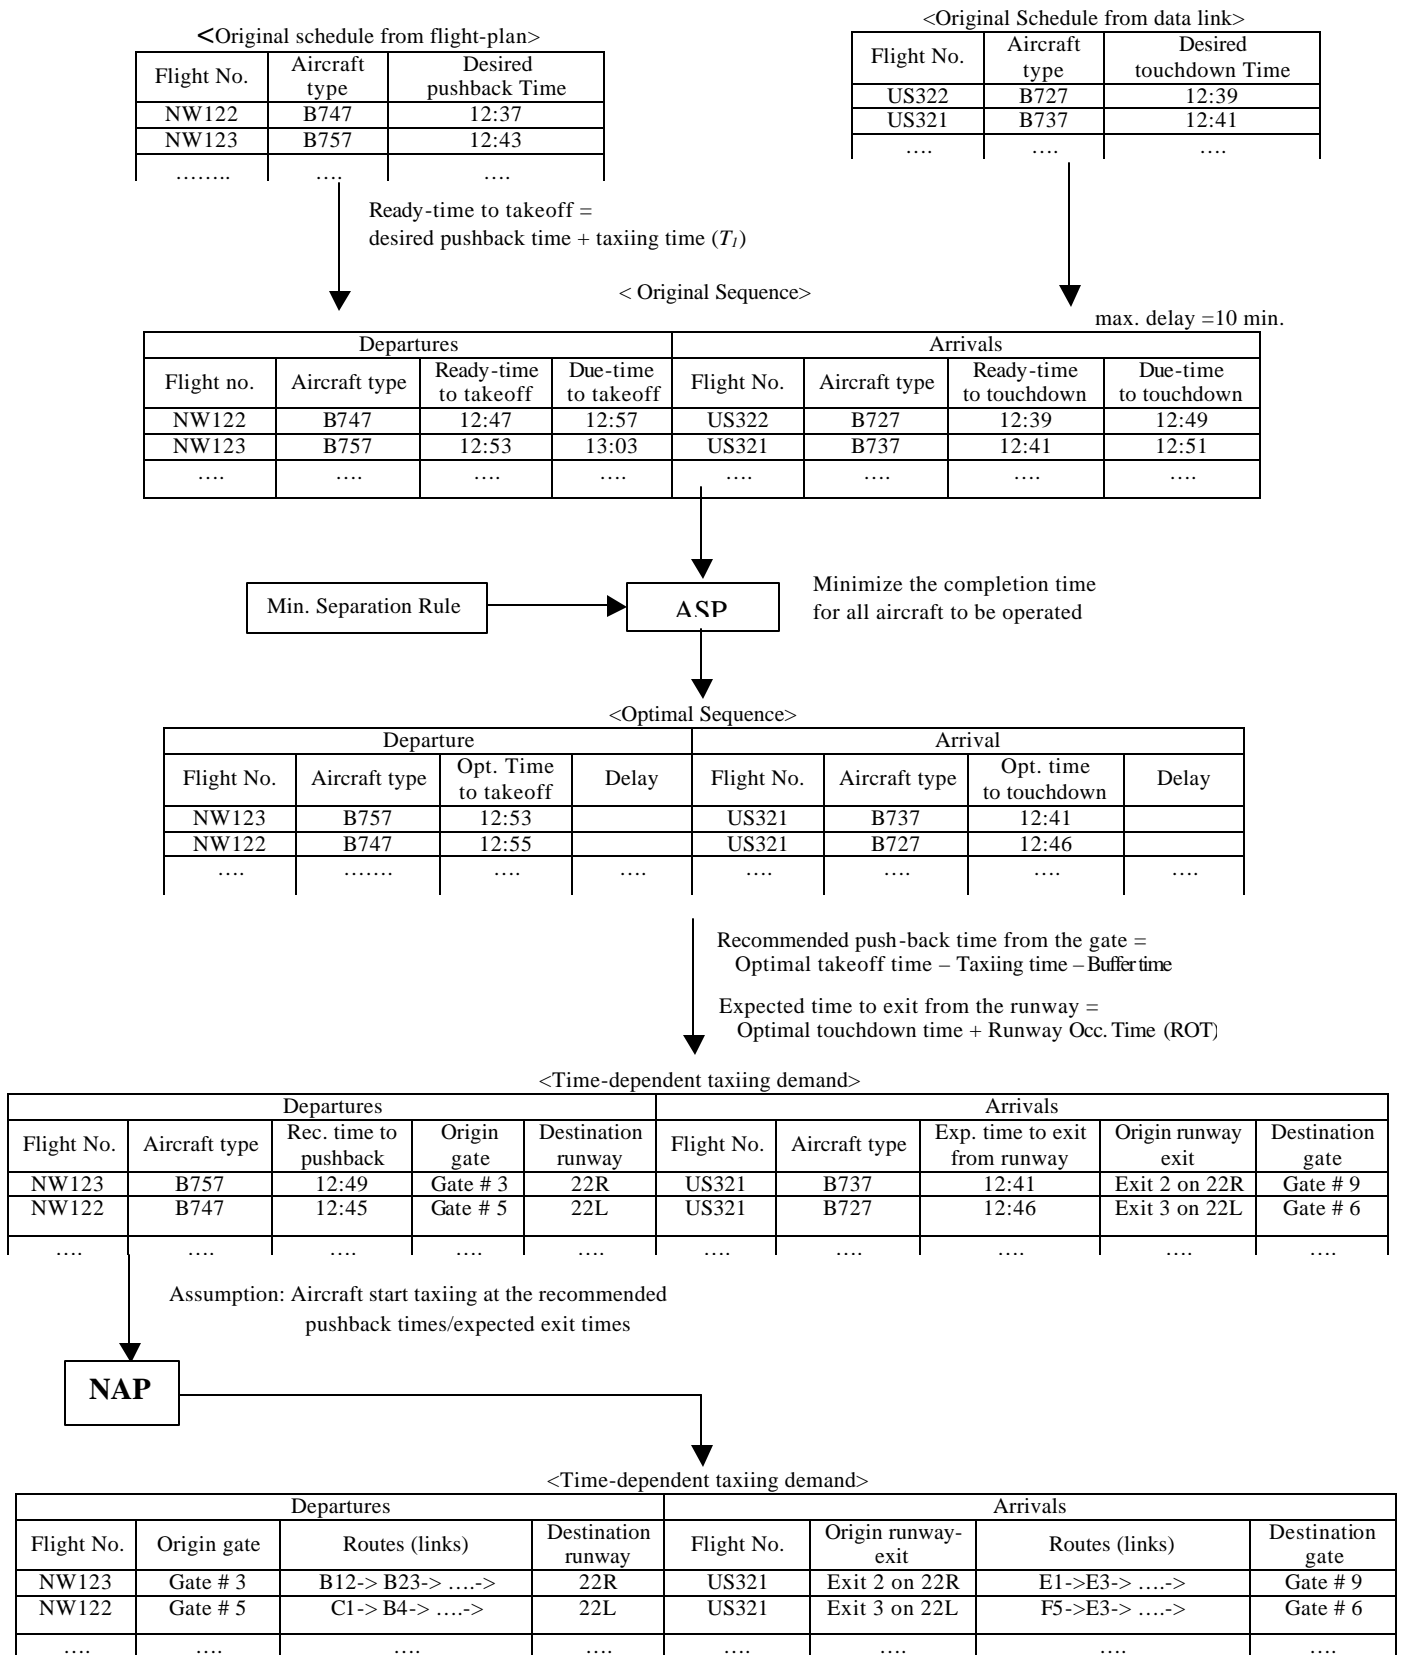 <Original schedule from flight-plan>
Flight No. Aircraft type Desired pushback Time
NW122 B747 12:37
NW123 B757 12:43
…….. …. ….
<Original Schedule from data link>
Flight No. Aircraft type Desired touchdown Time
US322 B727 12:39
US321 B737 12:41
…. …. ….
Ready-time to takeoff =
desired pushback time + taxiing time (T1)
< Original Sequence>
max. delay =10 min.
Departures Arrivals
Flight no. Aircraft type Ready-time to takeoff Due-time to takeoff Flight No. Aircraft type Ready-time to touchdown Due-time to touchdown
NW122 B747 12:47 12:57 US322 B727 12:39 12:49
NW123 B757 12:53 13:03 US321 B737 12:41 12:51
…. …. …. …. …. …. …. ….
Min. Separation Rule
ASP
Minimize the completion time
for all aircraft to be operated
<Optimal Sequence>
Departure Arrival
Flight No. Aircraft type Opt. Time to takeoff Delay Flight No. Aircraft type Opt. time to touchdown Delay
NW123 B757 12:53 US321 B737 12:41
NW122 B747 12:55 US321 B727 12:46
…. ……. …. …. …. …. …. ….
Recommended push-back time from the gate =
Optimal takeoff time – Taxiing time – Buffer time
Expected time to exit from the runway =
Optimal touchdown time + Runway Occ. Time (ROT)
<Time-dependent taxiing demand>
Departures Arrivals
Flight No. Aircraft type Rec. time to pushback Origin gate Destination runway Flight No. Aircraft type Exp. time to exit from runway Origin runway exit Destination gate
NW123 B757 12:49 Gate # 3 22R US321 B737 12:41 Exit 2 on 22R Gate # 9
NW122 B747 12:45 Gate # 5 22L US321 B727 12:46 Exit 3 on 22L Gate # 6
…. …. …. …. …. …. …. …. …. ….
Assumption: Aircraft start taxiing at the recommended
pushback times/expected exit times
NAP
<Time-dependent taxiing demand>
Departures Arrivals
Flight No. Origin gate Routes (links) Destination runway Flight No. Origin runway-exit Routes (links) Destination gate
NW123 Gate # 3 B12-> B23-> ….-> 22R US321 Exit 2 on 22R E1->E3-> ….-> Gate # 9
NW122 Gate # 5 C1-> B4-> ….-> 22L US321 Exit 3 on 22L F5->E3-> ….-> Gate # 6
…. …. …. …. …. …. …. ….